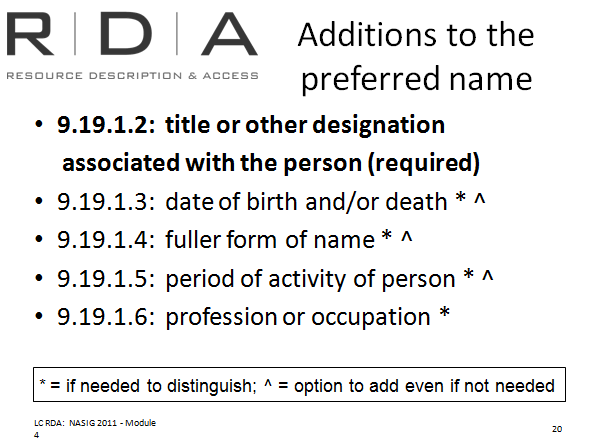 R | D | A
RESOURCE DESCRIPTION & ACCESS
Additions to the
preferred name
• 9.19.1.2: title or other designation
associated with the person (required)
• 9.19.1.3: date of birth and/or death * ^
• 9.19.1.4: fuller form of name * ^
• 9.19.1.5: period of activity of person * ^
• 9.19.1.6: profession or occupation *
* = if needed to distinguish; ^ = option to add even if not needed
LC RDA: NASIG 2011 - Module
4
20